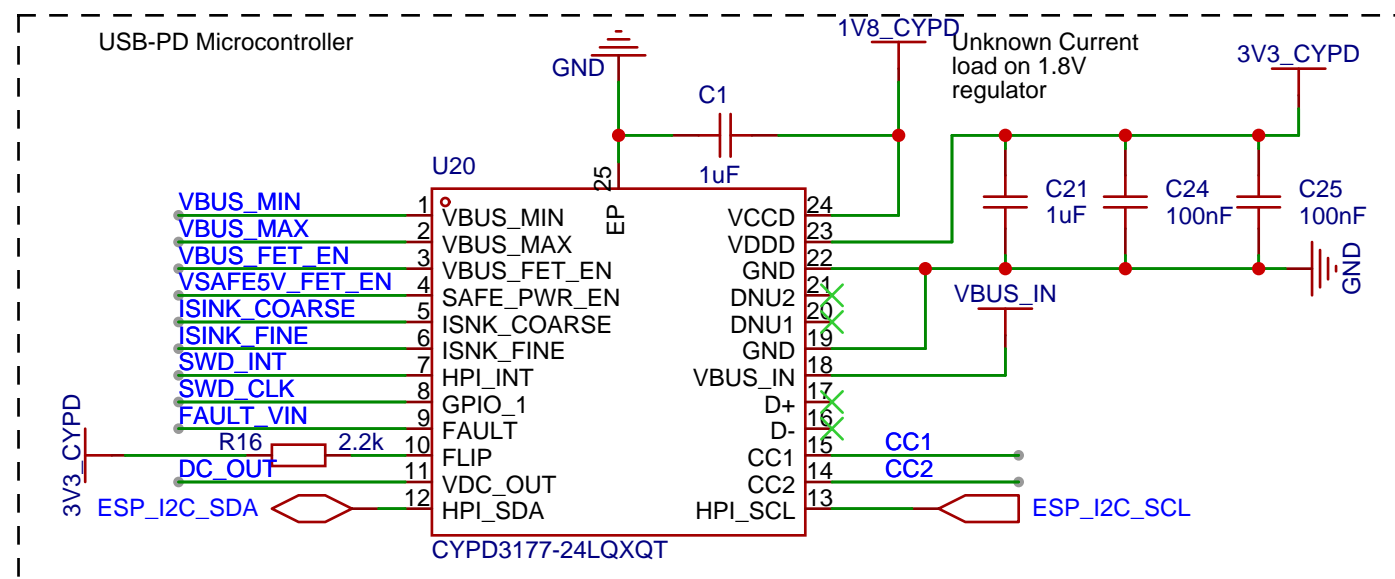 USB-PD Microcontroller
1V8_CYPD
Unknown Current
load on 1.8V
regulator
3V3_CYPD
GND
C1
1uF
U20
25
EP
C21
1uF
C24
100nF
C25
100nF
GND
VBUS_IN
VBUS_MIN 1 VBUS_MIN
VBUS_MAX 2 VBUS_MAX
VBUS_FET_EN 3 VBUS_FET_EN
VSAFE5V_FET_EN 4 SAFE_PWR_EN
ISINK_COARSE 5 ISNK_COARSE
ISINK_FINE 6 ISNK_FINE
SWD_INT 7 HPI_INT
SWD_CLK 8 GPIO_1
FAULT_VIN 9 FAULT
3V3_CYPD
R16 2.2k 10 FLIP
DC_OUT 11 VDC_OUT
ESP_I2C_SDA 12 HPI_SDA
VCCD 24
VDDD 23
GND 22
DNU2 21
DNU1 20
GND 19
VBUS_IN 18
D+ 17
D- 16
CC1 15 CC1
CC2 14 CC2
HPI_SCL 13 ESP_I2C_SCL
CYPD3177-24LQXQT